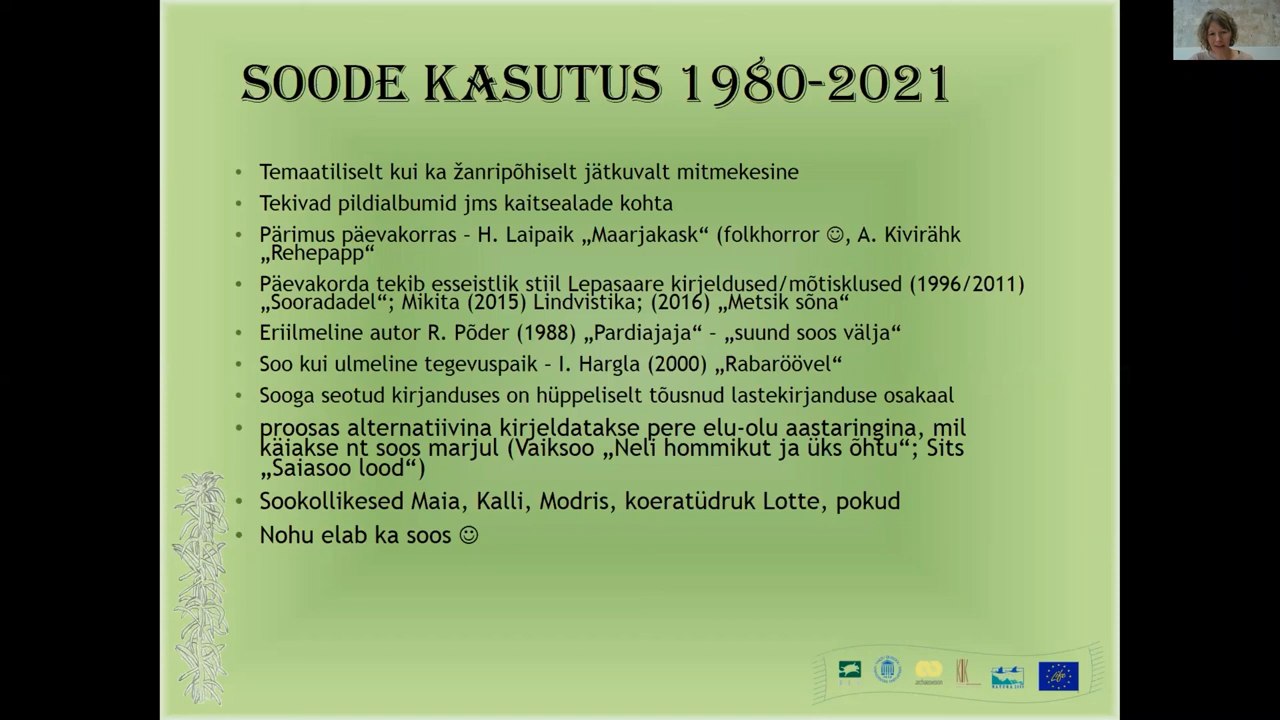 SOODE KASUTUS 1980-2021
• Temaatiliselt kui ka žanripõhiselt jätkuvalt mitmekesine
• Tekivad pildialbumid jms kaitsealade kohta
• Pärimus päevakorras – H. Laipaik „Maarjakask“ (folkhorror ☺, A. Kivirähk
„Rehepapp“
• Päevakorda tekib esseistlik stiil Lepasaare kirjeldused/mõtisklused (1996/2011)
„Sooradadel“; Mikita (2015) Lindvistika; (2016) „Metsik sõna“
• Eriilmeline autor R. Põder (1988) „Pardiajaja“ – „suund soos välja“
• Soo kui ulmeline tegevuspaik – I. Hargla (2000) „Rabaröövel“
• Sooga seotud kirjanduses on hüppeliselt tõusnud lastekirjanduse osakaal
• proosas alternatiivina kirjeldatakse pere elu-olu aastaringina, mil
käiakse nt soos marjul (Vaiksoo „Neli hommikut ja üks õhtu“; Sits
„Saiasoo lood“)
• Sookollikesed Maia, Kalli, Modris, koeratüdruk Lotte, pokud
• Nohu elab ka soos ☺
KIK
Life